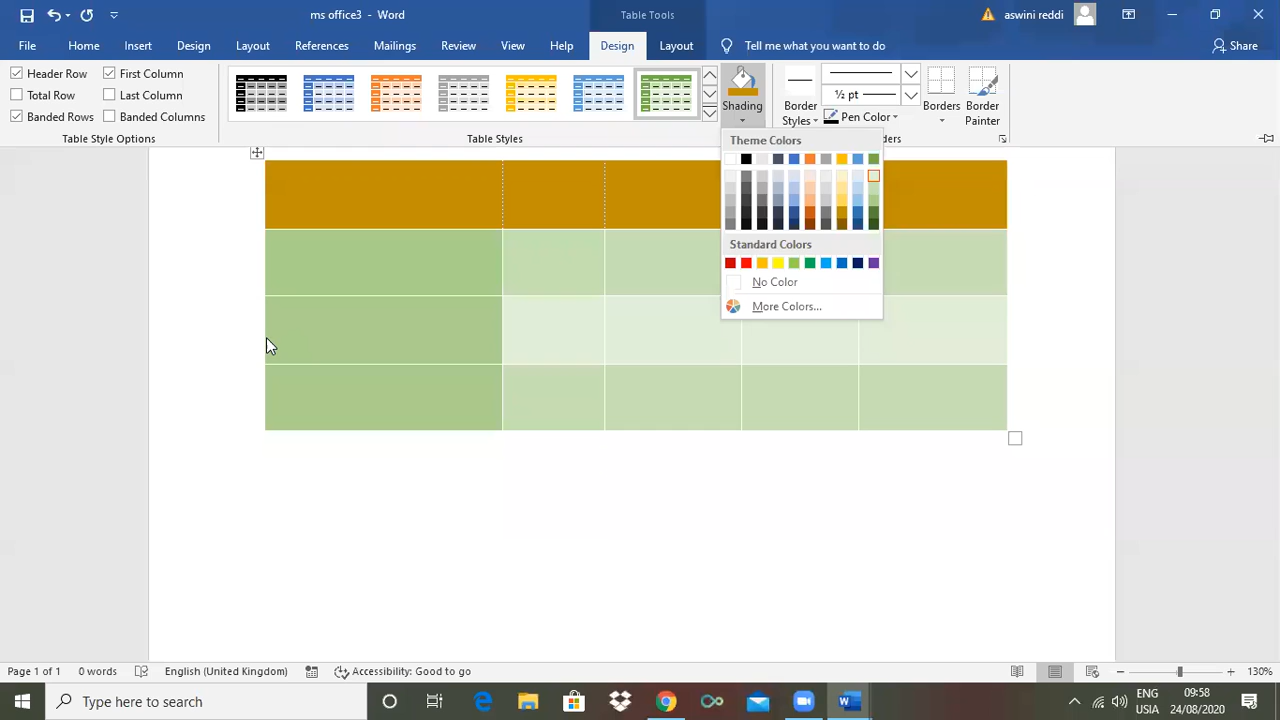 ms office3 - Word
Table Tools
aswini reddi
File Home Insert Design Layout References Mailings Review View Help Design Layout Tell me what you want to do Share
Header Row First Column
Total Row Last Column
Banded Rows Banded Columns
Table Style Options
Table Styles
Shading
Border Styles
½ pt
Pen Color
Borders
Border Painter
ders
Theme Colors
Standard Colors
No Color
More Colors...
Page 1 of 1 0 words English (United Kingdom) Accessibility: Good to go 130%
Type here to search
ENG
USIA
09:58
24/08/2020